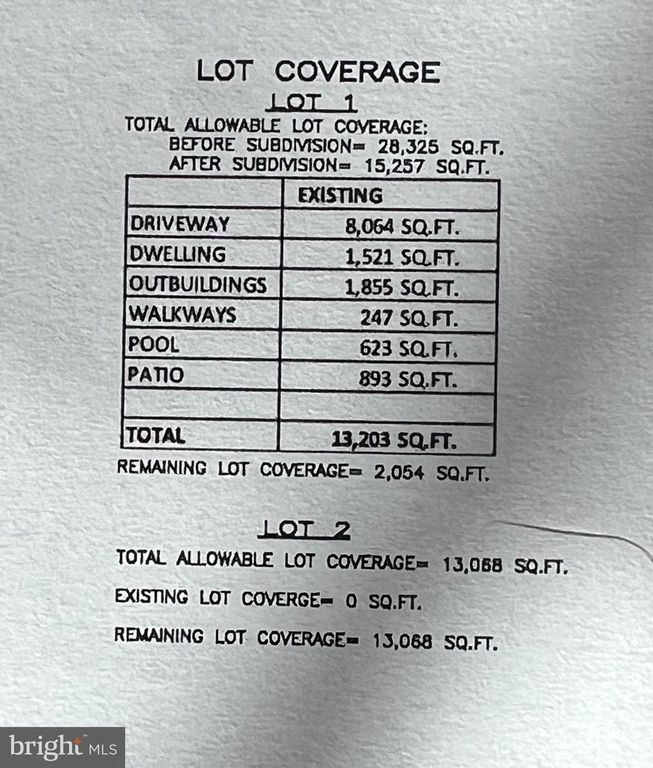 LOT COVERAGE
LOT 1
TOTAL ALLOWABLE LOT COVERAGE:
BEFORE SUBDIVISION= 28,325 SQ.FT.
AFTER SUBDIVISION= 15,257 SQ.FT.
EXISTING
DRIVEWAY 8,064 SQ.FT.
DWELLING 1,521 SQ.FT.
OUTBUILDINGS 1,855 SQ.FT.
WALKWAYS 247 SQ.FT.
POOL 623 SQ.FT.
PATIO 893 SQ.FT.
TOTAL 13,203 SQ.FT.
REMAINING LOT COVERAGE= 2,054 SQ.FT.
LOT 2
TOTAL ALLOWABLE LOT COVERAGE= 13,068 SQ.FT.
EXISTING LOT COVERGE= 0 SQ.FT.
REMAINING LOT COVERAGE= 13,068 SQ.FT.
bright MLS